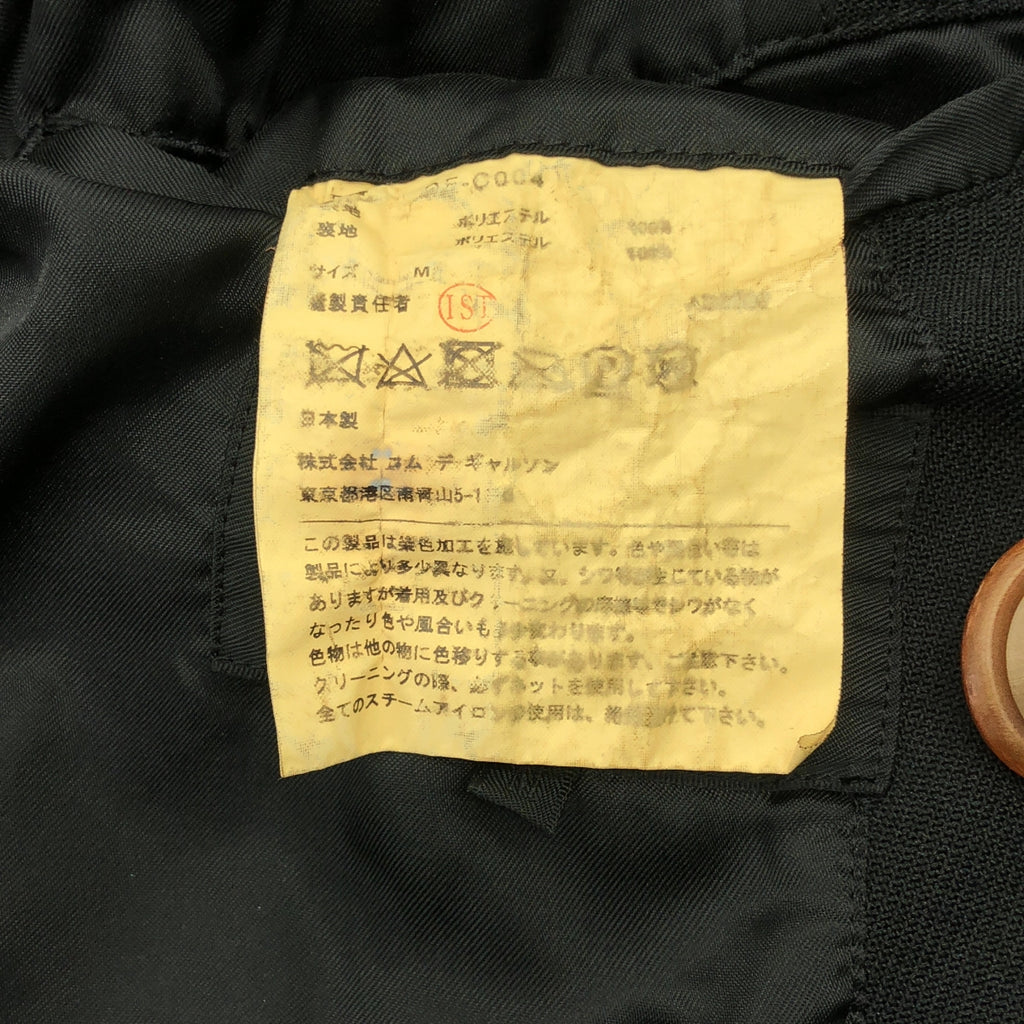 -C004
表地 ポリエステル 100%
裏地 ポリエステル 100%
サイズ M
縫製責任者 IST
日本製
株式会社 コム デ ギャルソン
東京都港区南青山5-1
この製品は染色加工を施しています。色や風合い等は
製品により多少異なります。又、シワ等が生じている物が
ありますが着用及びクリーニングの シワがなく
なったり色や風合いも多少変わります。
色物は他の物に色移りする事があります、ご注意下さい。
クリーニングの際、必ずネットを使用して下さい。
全てのスチームアイロンの使用は、絶対避けて下さい。